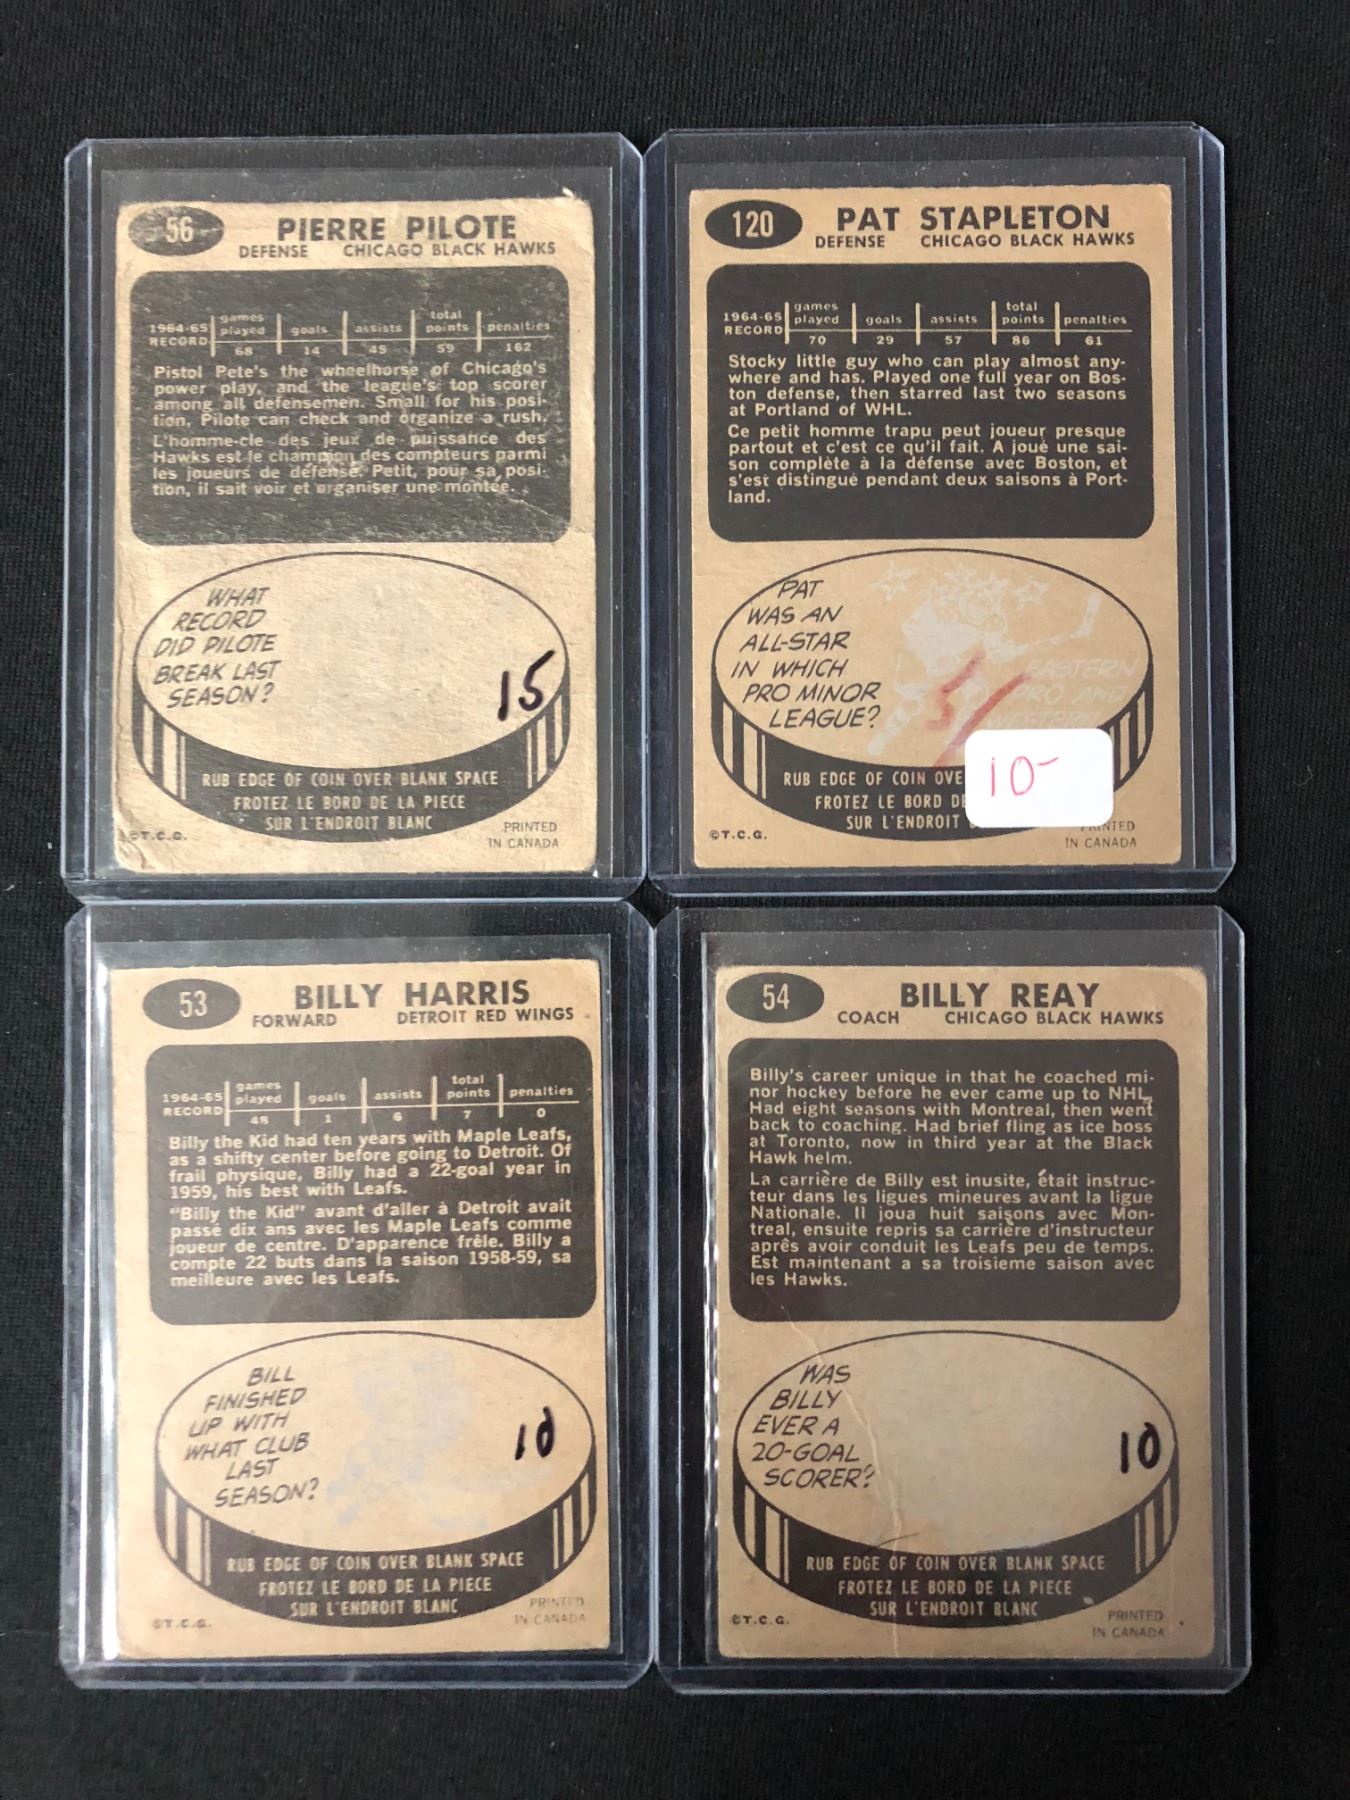 56
PIERRE PILOTE
DEFENSE CHICAGO BLACK HAWKS
1964-65 RECORD games played goals assists total points penalties
68 14 45 59 162
Pistol Pete's the wheelhorse of Chicago's
power play, and the league's top scorer
among all defensemen. Small for his posi-
tion, Pilote can check and organize a rush.
L'homme-cle des jeux de puissance des
Hawks est le champion des compteurs parmi
les joueurs de défense. Petit, pour sa posi-
tion, il sait voir et organiser une montée.
WHAT
RECORD
DID PILOTE
BREAK LAST
SEASON?
15
RUB EDGE OF COIN OVER BLANK SPACE
FROTEZ LE BORD DE LA PIECE
SUR L'ENDROIT BLANC
©T.C.G.
PRINTED
IN CANADA
120
PAT STAPLETON
DEFENSE CHICAGO BLACK HAWKS
1964-65 RECORD games played goals assists total points penalties
70 29 57 86 61
Stocky little guy who can play almost any-
where and has. Played one full year on Bos-
ton defense, then starred last two seasons
at Portland of WHL.
Ce petit homme trapu peut joueur presque
partout et c'est ce qu'il fait. A joué une sai-
son complète à la défense avec Boston, et
s'est distingué pendant deux saisons à Port-
land.
PAT
WAS AN
ALL-STAR
IN WHICH
PRO MINOR
LEAGUE?
EASTERN
PRO AND
WESTERN
5/
10-
RUB EDGE OF COIN OVE
FROTEZ LE BORD DE
SUR L'ENDROIT
©T.C.G.
PRINTED
IN CANADA
53
BILLY HARRIS
FORWARD DETROIT RED WINGS
1964-65 RECORD games played goals assists total points penalties
48 1 6 7 0
Billy the Kid had ten years with Maple Leafs,
as a shifty center before going to Detroit. Of
frail physique, Billy had a 22-goal year in
1959, his best with Leafs.
"Billy the Kid" avant d'aller à Detroit avait
passé dix ans avec les Maple Leafs comme
joueur de centre. D'apparence frêle. Billy a
compte 22 buts dans la saison 1958-59, sa
meilleure avec les Leafs.
BILL
FINISHED
UP WITH
WHAT CLUB
LAST
SEASON?
10
RUB EDGE OF COIN OVER BLANK SPACE
FROTEZ LE BORD DE LA PIECE
SUR L'ENDROIT BLANC
©T.C.G.
PRINTED
IN CANADA
54
BILLY REAY
COACH CHICAGO BLACK HAWKS
Billy's career unique in that he coached mi-
nor hockey before he ever came up to NHL.
Had eight seasons with Montreal, then went
back to coaching. Had brief fling as ice boss
at Toronto, now in third year at the Black
Hawk helm.
La carrière de Billy est inusite, était instruc-
teur dans les ligues mineures avant la ligue
Nationale. Il joua huit saisons avec Mon-
treal, ensuite repris sa carrière d'instructeur
après avoir conduit les Leafs peu de temps.
Est maintenant a sa troisieme saison avec
les Hawks.
WAS
BILLY
EVER A
20-GOAL
SCORER?
10
RUB EDGE OF COIN OVER BLANK SPACE
FROTEZ LE BORD DE LA PIECE
SUR L'ENDROIT BLANC
©T.C.G.
PRINTED
IN CANADA